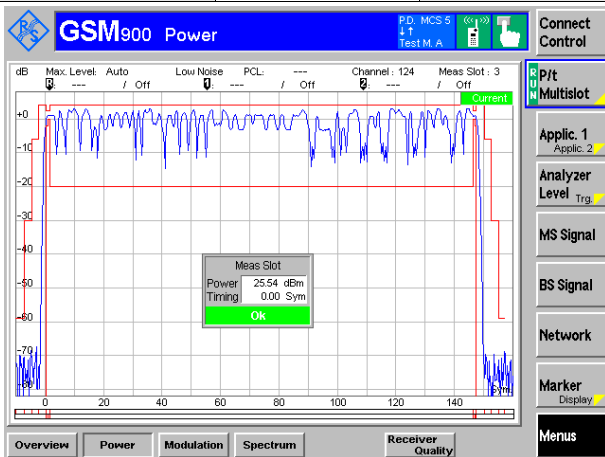 R S
GSM900 Power
P.D. MCS 5
Test M. A
Connect Control
dB Max. Level: Auto Low Noise PCL: --- Channel : 124 Meas Slot : 3
--- / Off --- / Off --- / Off
Current
RUN P/t Multislot
Applic. 1
Applic. 2
Analyzer Level Trg.
MS Signal
BS Signal
Network
Marker
Display
Menus
+0
-10
-20
-30
-40
-50
-60
-70
-80
Meas Slot
Power 25.54 dBm
Timing 0.00 Sym
Ok
Sym.
0 20 40 60 80 100 120 140
Overview Power Modulation Spectrum Receiver Quality